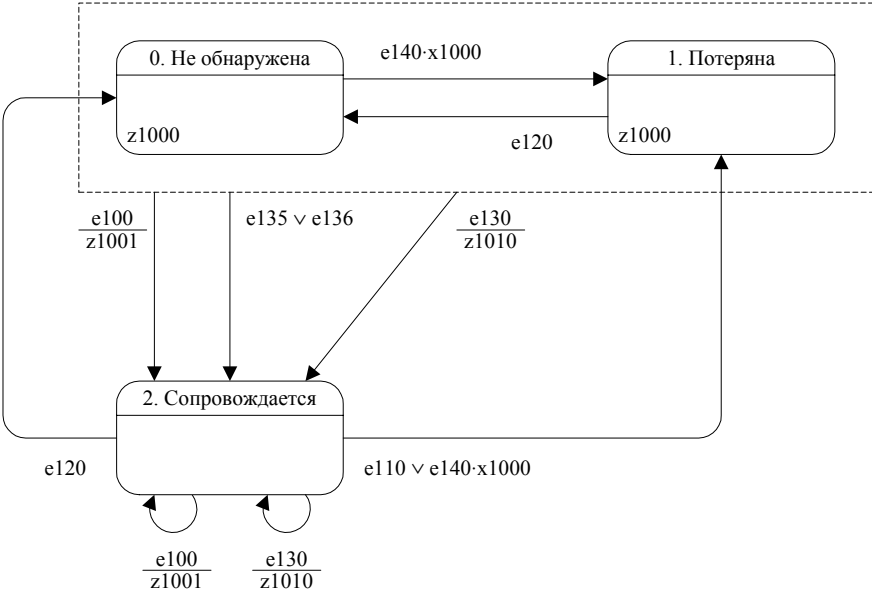 0. Не обнаружена
e140·x1000
1. Потеряна
z1000
e120
z1000
e100
z1001
e135 ∨ e136
e130
z1010
2. Сопровождается
e120
e110 ∨ e140·x1000
e100
z1001
e130
z1010